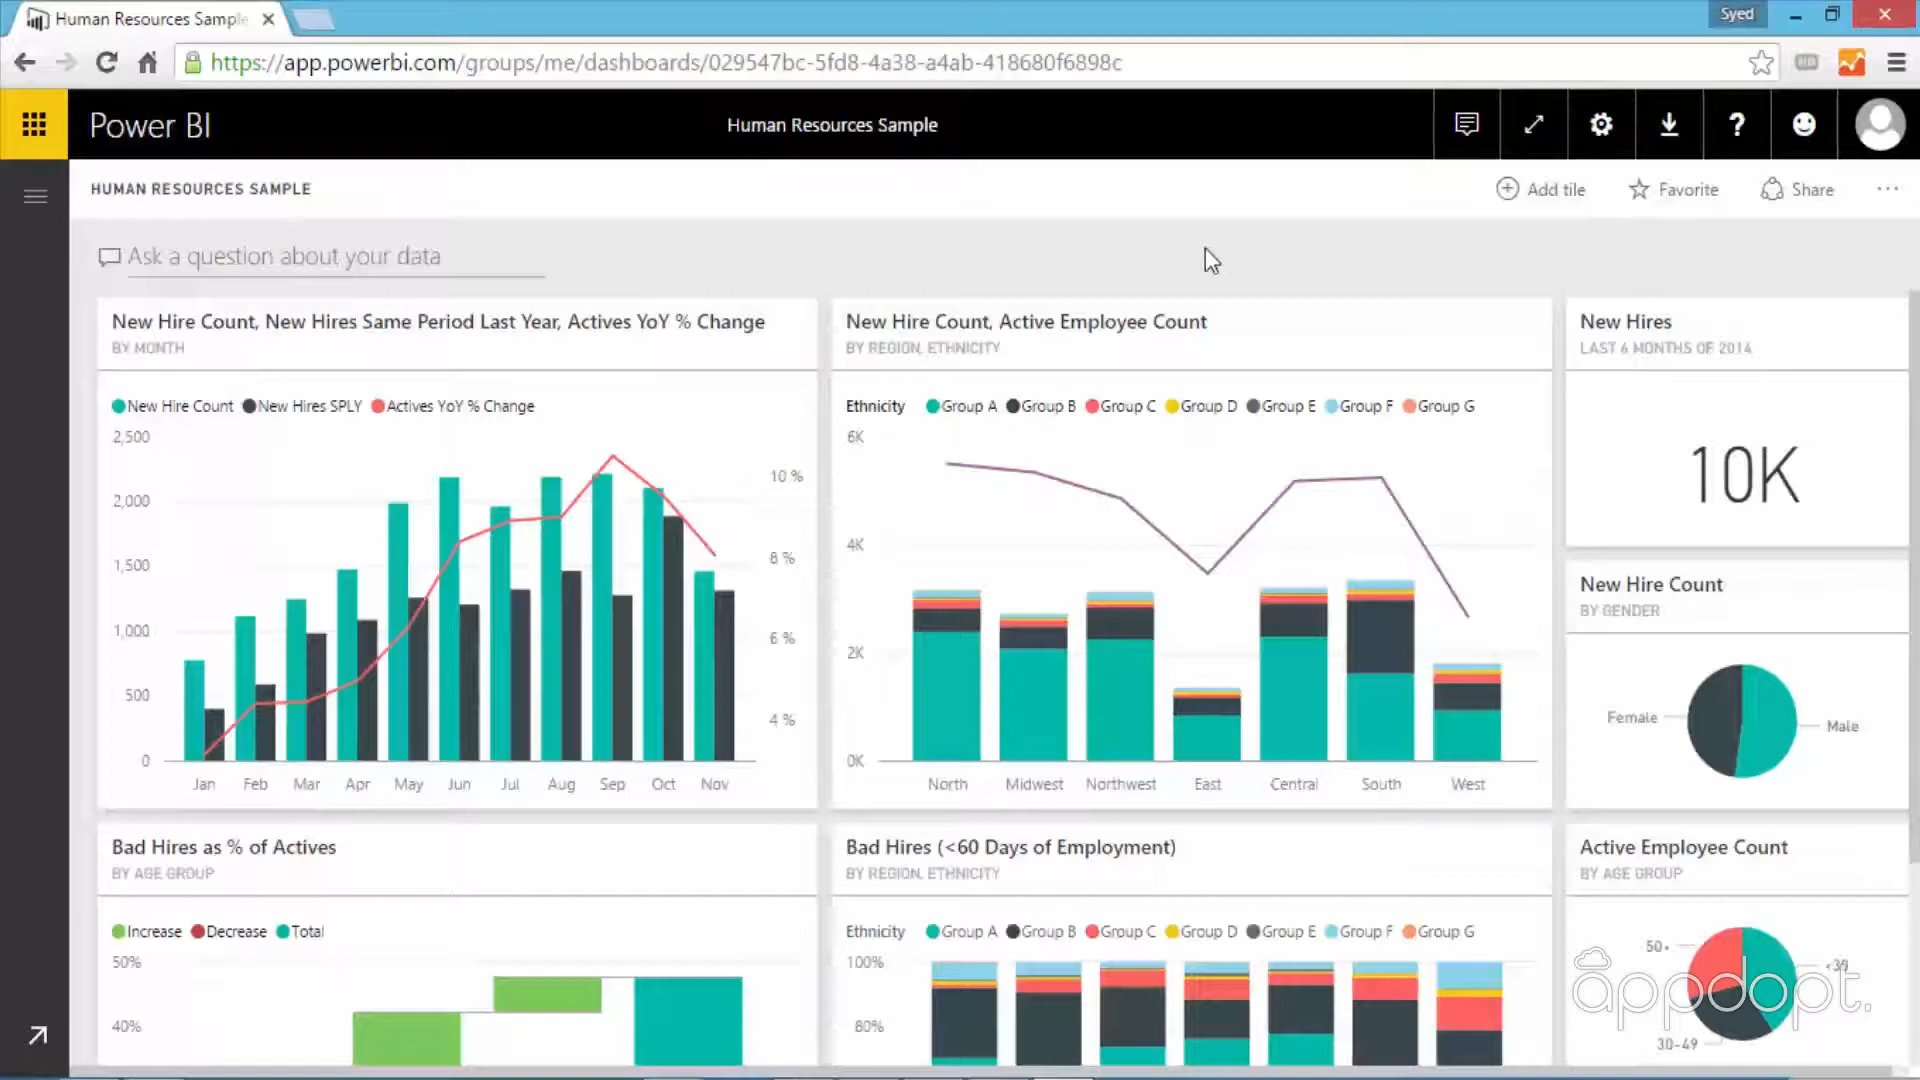 Human Resources Sample
Syed
https://app.powerbi.com/groups/me/dashboards/029547bc-5fd8-4a38-a4ab-418680f6898c
Power BI
Human Resources Sample
HUMAN RESOURCES SAMPLE
Add tile
Favorite
Share
Ask a question about your data
New Hire Count, New Hires Same Period Last Year, Actives YoY % Change
BY MONTH
New Hire Count New Hires SPLY Actives YoY % Change
2,500
2,000
1,500
1,000
500
0
10 %
8 %
6 %
4 %
Jan Feb Mar Apr May Jun Jul Aug Sep Oct Nov
New Hire Count, Active Employee Count
BY REGION, ETHNICITY
Ethnicity Group A Group B Group C Group D Group E Group F Group G
6K
4K
2K
0K
North Midwest Northwest East Central South West
New Hires
LAST 6 MONTHS OF 2014
10K
New Hire Count
BY GENDER
Female
Male
Bad Hires as % of Actives
BY AGE GROUP
Increase Decrease Total
50%
40%
Bad Hires (<60 Days of Employment)
BY REGION, ETHNICITY
Ethnicity Group A Group B Group C Group D Group E Group F Group G
100%
80%
Active Employee Count
BY AGE GROUP
50+
<30
30-49
appdopt.